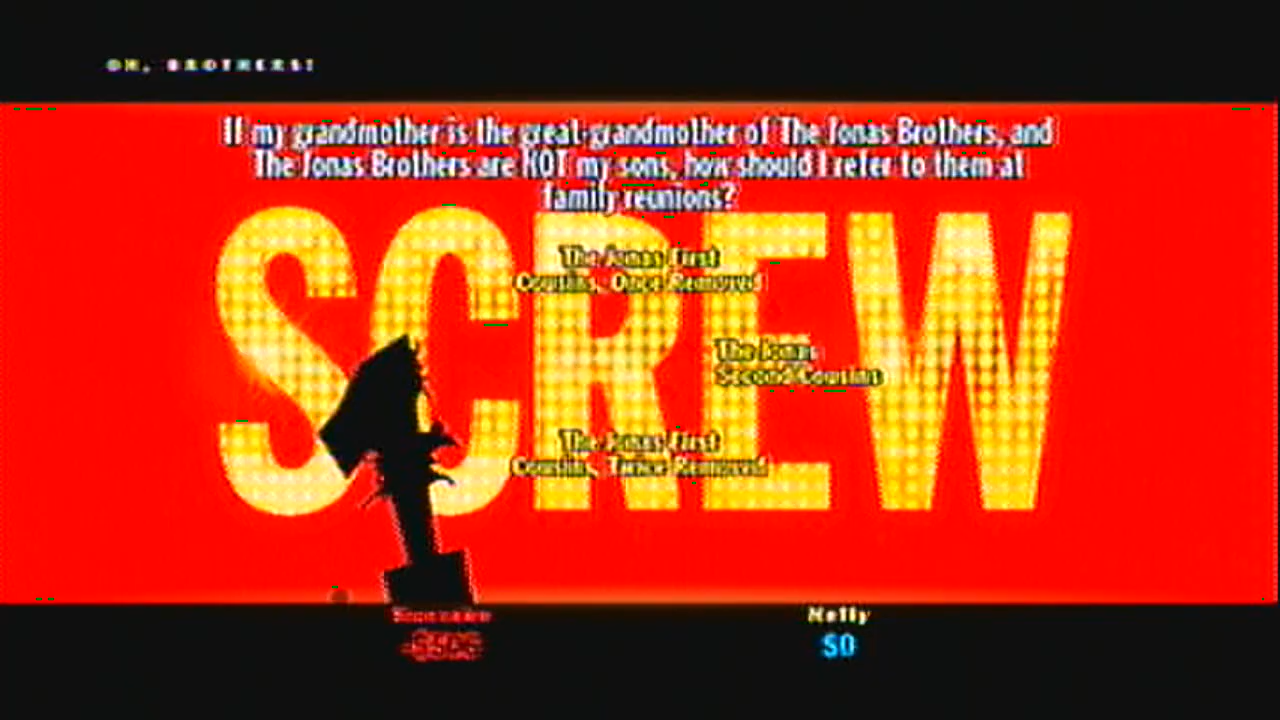 OH, BROTHERS!
If my grandmother is the great-grandmother of The Jonas Brothers, and
The Jonas Brothers are NOT my sons, how should I refer to them at
family reunions?
SCREW
The Jonas First
Cousins, Once Removed
The Jonas
Second Cousins
The Jonas First
Cousins, Twice Removed
Kelly
$0